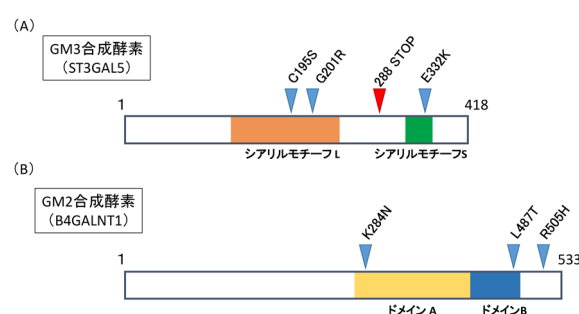 (A)
GM3合成酵素
(ST3GAL5)
C195S
G201R
288 STOP
E332K
1
418
シアリルモチーフ L
シアリルモチーフS
(B)
GM2合成酵素
(B4GALNT1)
K284N
L487T
R505H
1
533
ドメイン A
ドメインB